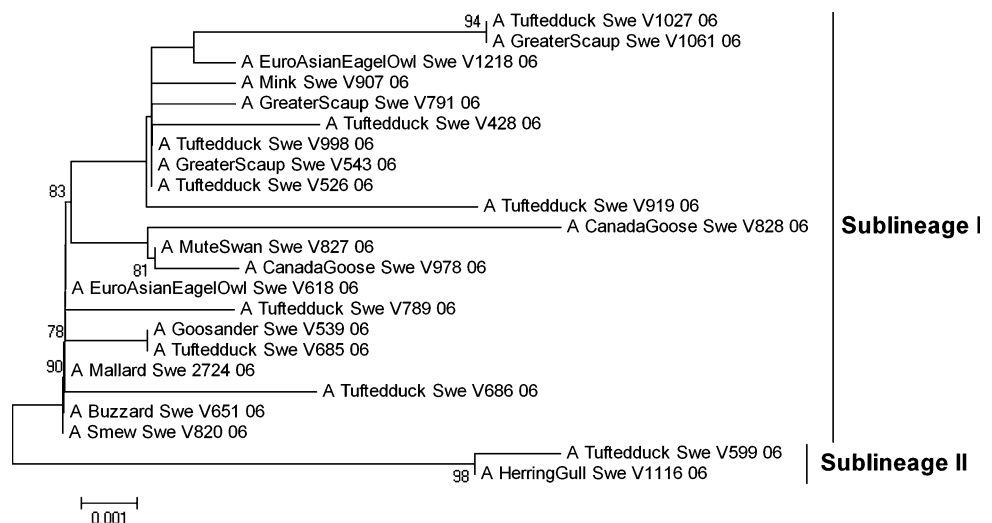 94
A Tuftedduck Swe V1027 06
A GreaterScaup Swe V1061 06
A EuroAsianEagelOwl Swe V1218 06
A Mink Swe V907 06
A GreaterScaup Swe V791 06
A Tuftedduck Swe V428 06
A Tuftedduck Swe V998 06
A GreaterScaup Swe V543 06
A Tuftedduck Swe V526 06
83
A Tuftedduck Swe V919 06
A CanadaGoose Swe V828 06
Sublineage I
A MuteSwan Swe V827 06
81
A CanadaGoose Swe V978 06
A EuroAsianEagelOwl Swe V618 06
A Tuftedduck Swe V789 06
78
A Goosander Swe V539 06
A Tuftedduck Swe V685 06
90
A Mallard Swe 2724 06
A Tuftedduck Swe V686 06
A Buzzard Swe V651 06
A Smew Swe V820 06
A Tuftedduck Swe V599 06
Sublineage II
98
A HerringGull Swe V1116 06
0.001